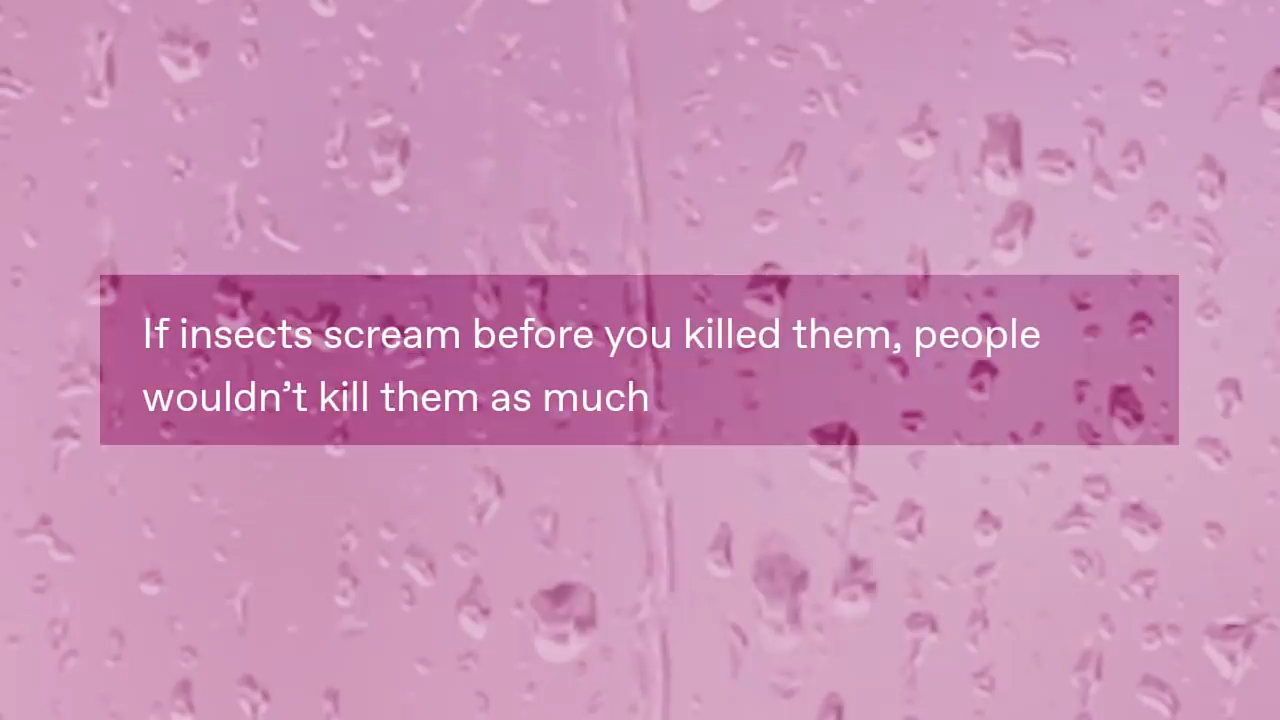 If insects scream before you killed them, people
wouldn’t kill them as much